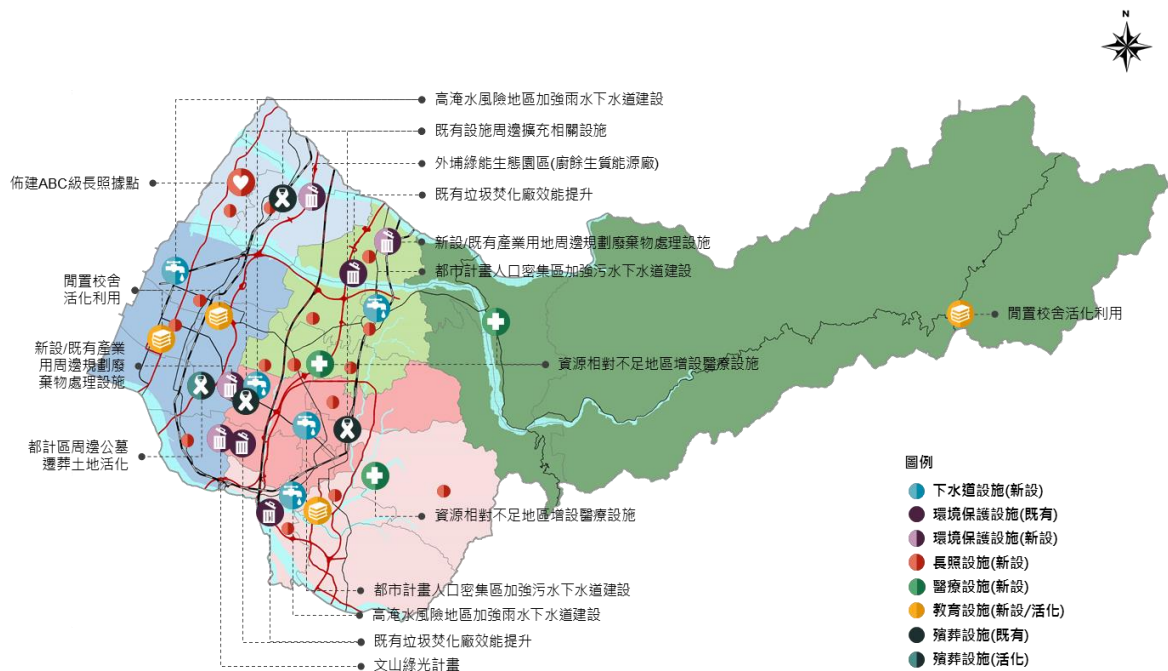 N
高淹水風險地區加強雨水下水道建設
既有設施周邊擴充相關設施
外埔綠能生態園區(廚餘生質能源廠)
佈建ABC級長照據點
既有垃圾焚化廠效能提升
新設/既有產業用地周邊規劃廢棄物處理設施
都市計畫人口密集區加強污水下水道建設
閒置校舍
活化利用
閒置校舍活化利用
新設/既有產業
用周邊規劃廢
棄物處理設施
資源相對不足地區增設醫療設施
都計區周邊公墓
遷葬土地活化
資源相對不足地區增設醫療設施
都市計畫人口密集區加強污水下水道建設
高淹水風險地區加強雨水下水道建設
既有垃圾焚化廠效能提升
文山綠光計畫
圖例
下水道設施(新設)
環境保護設施(既有)
環境保護設施(新設)
長照設施(新設)
醫療設施(新設)
教育設施(新設/活化)
殯葬設施(既有)
殯葬設施(活化)